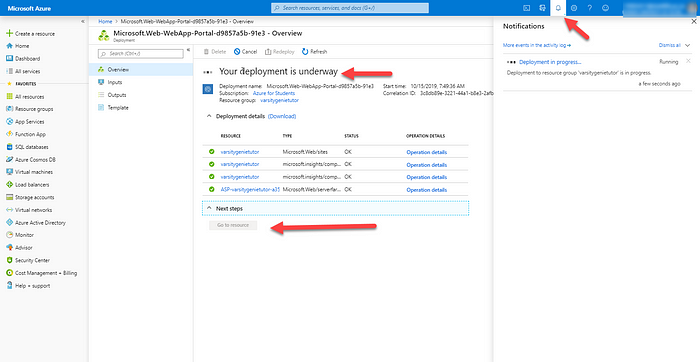 Microsoft Azure
Search resources, services, and docs (G+/)
Create a resource
Home
Dashboard
All services
FAVORITES
All resources
Resource groups
App Services
Function App
SQL databases
Azure Cosmos DB
Virtual machines
Load balancers
Storage accounts
Virtual networks
Azure Active Directory
Monitor
Advisor
Security Center
Cost Management + Billing
Help + support
Home > Microsoft.Web-WebApp-Portal-d9857a5b-91e3 - Overview
Microsoft.Web-WebApp-Portal-d9857a5b-91e3 - Overview
Deployment
Search (Ctrl+/)
Overview
Inputs
Outputs
Template
Delete Cancel Redeploy Refresh
Your deployment is underway
Deployment name: Microsoft.Web-WebApp-Portal-d9857a5b-91e3
Subscription: Azure for Students
Resource group: varsitygenietutor
Start time: 10/15/2019, 7:49:36 AM
Correlation ID: 3c8db89e-3221-44a1-b8e3-2afb
Deployment details (Download)
RESOURCE TYPE STATUS OPERATION DETAILS
varsitygenietutor Microsoft.Web/sites OK Operation details
varsitygenietutor microsoft.insights/comp... OK Operation details
varsitygenietutor microsoft.insights/comp... OK Operation details
ASP-varsitygenietutor-a35 Microsoft.Web/serverfar... OK Operation details
Next steps
Go to resource
Notifications
More events in the activity log → Dismiss all
Deployment in progress... Running
Deployment to resource group 'varsitygenietutor' is in progress.
a few seconds ago